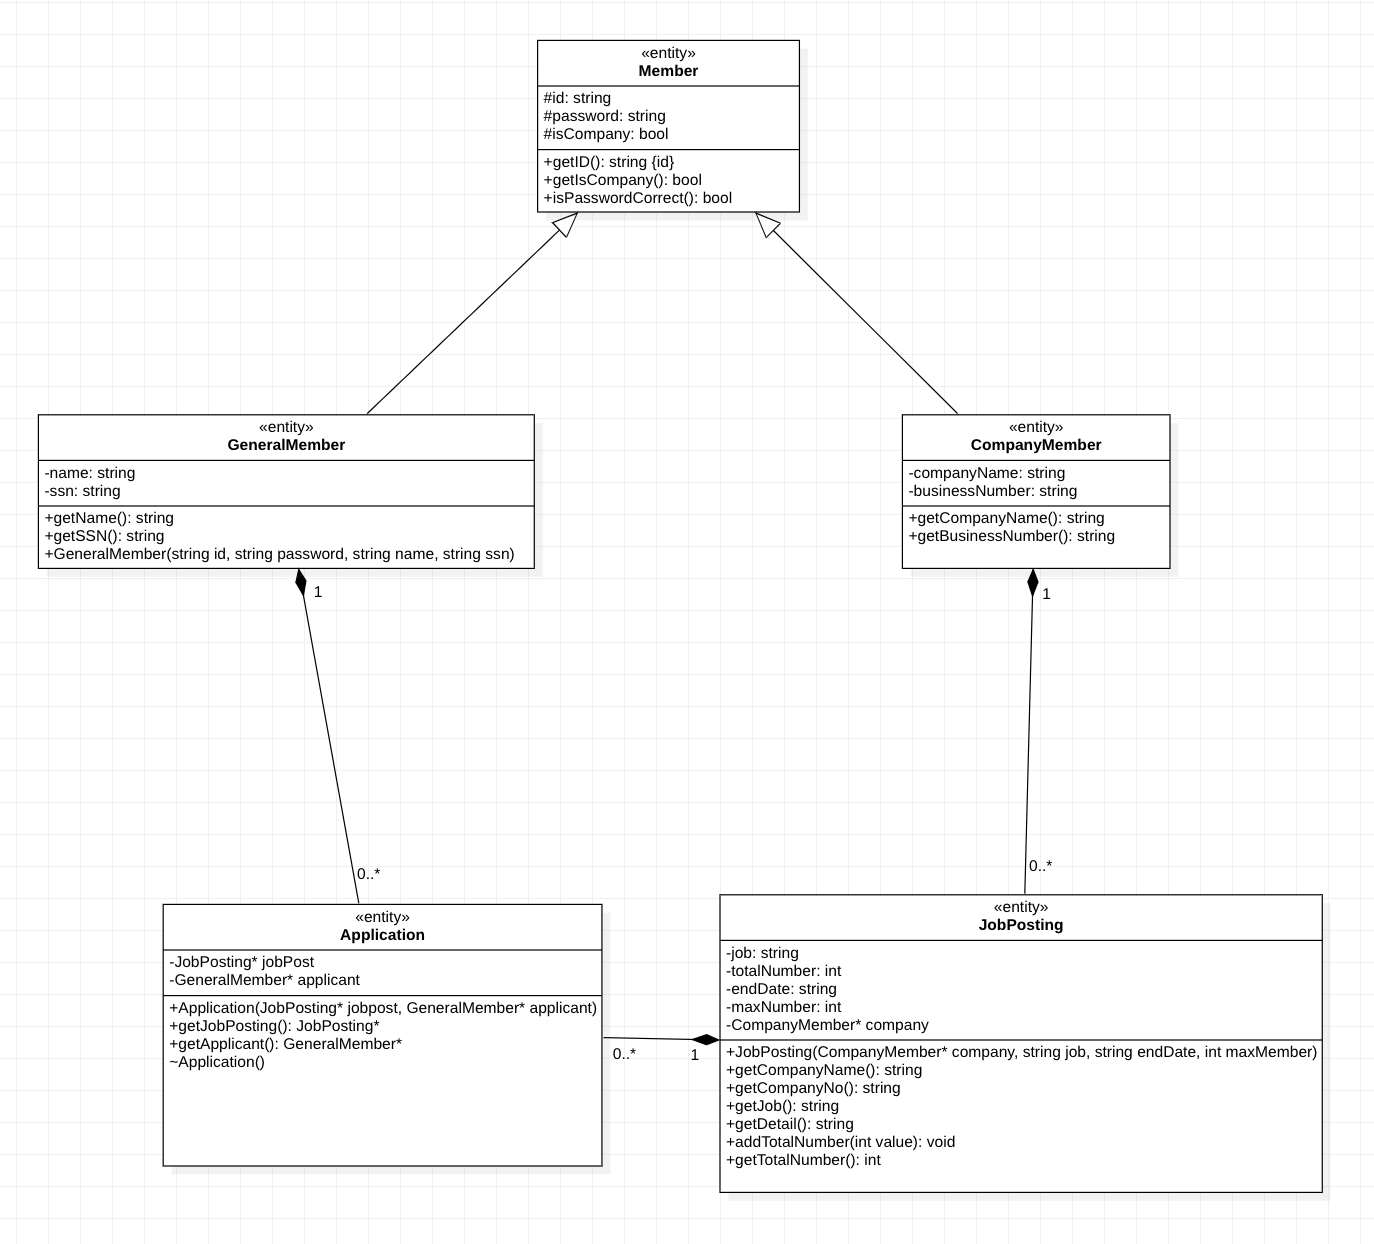 «entity»
Member
#id: string
#password: string
#isCompany: bool
+getID(): string {id}
+getIsCompany(): bool
+isPasswordCorrect(): bool
«entity»
GeneralMember
-name: string
-ssn: string
+getName(): string
+getSSN(): string
+GeneralMember(string id, string password, string name, string ssn)
«entity»
CompanyMember
-companyName: string
-businessNumber: string
+getCompanyName(): string
+getBusinessNumber(): string
1
1
0..*
0..*
«entity»
Application
-JobPosting* jobPost
-GeneralMember* applicant
+Application(JobPosting* jobpost, GeneralMember* applicant)
+getJobPosting(): JobPosting*
+getApplicant(): GeneralMember*
~Application()
0..*
1
«entity»
JobPosting
-job: string
-totalNumber: int
-endDate: string
-maxNumber: int
-CompanyMember* company
+JobPosting(CompanyMember* company, string job, string endDate, int maxMember)
+getCompanyName(): string
+getCompanyNo(): string
+getJob(): string
+getDetail(): string
+addTotalNumber(int value): void
+getTotalNumber(): int